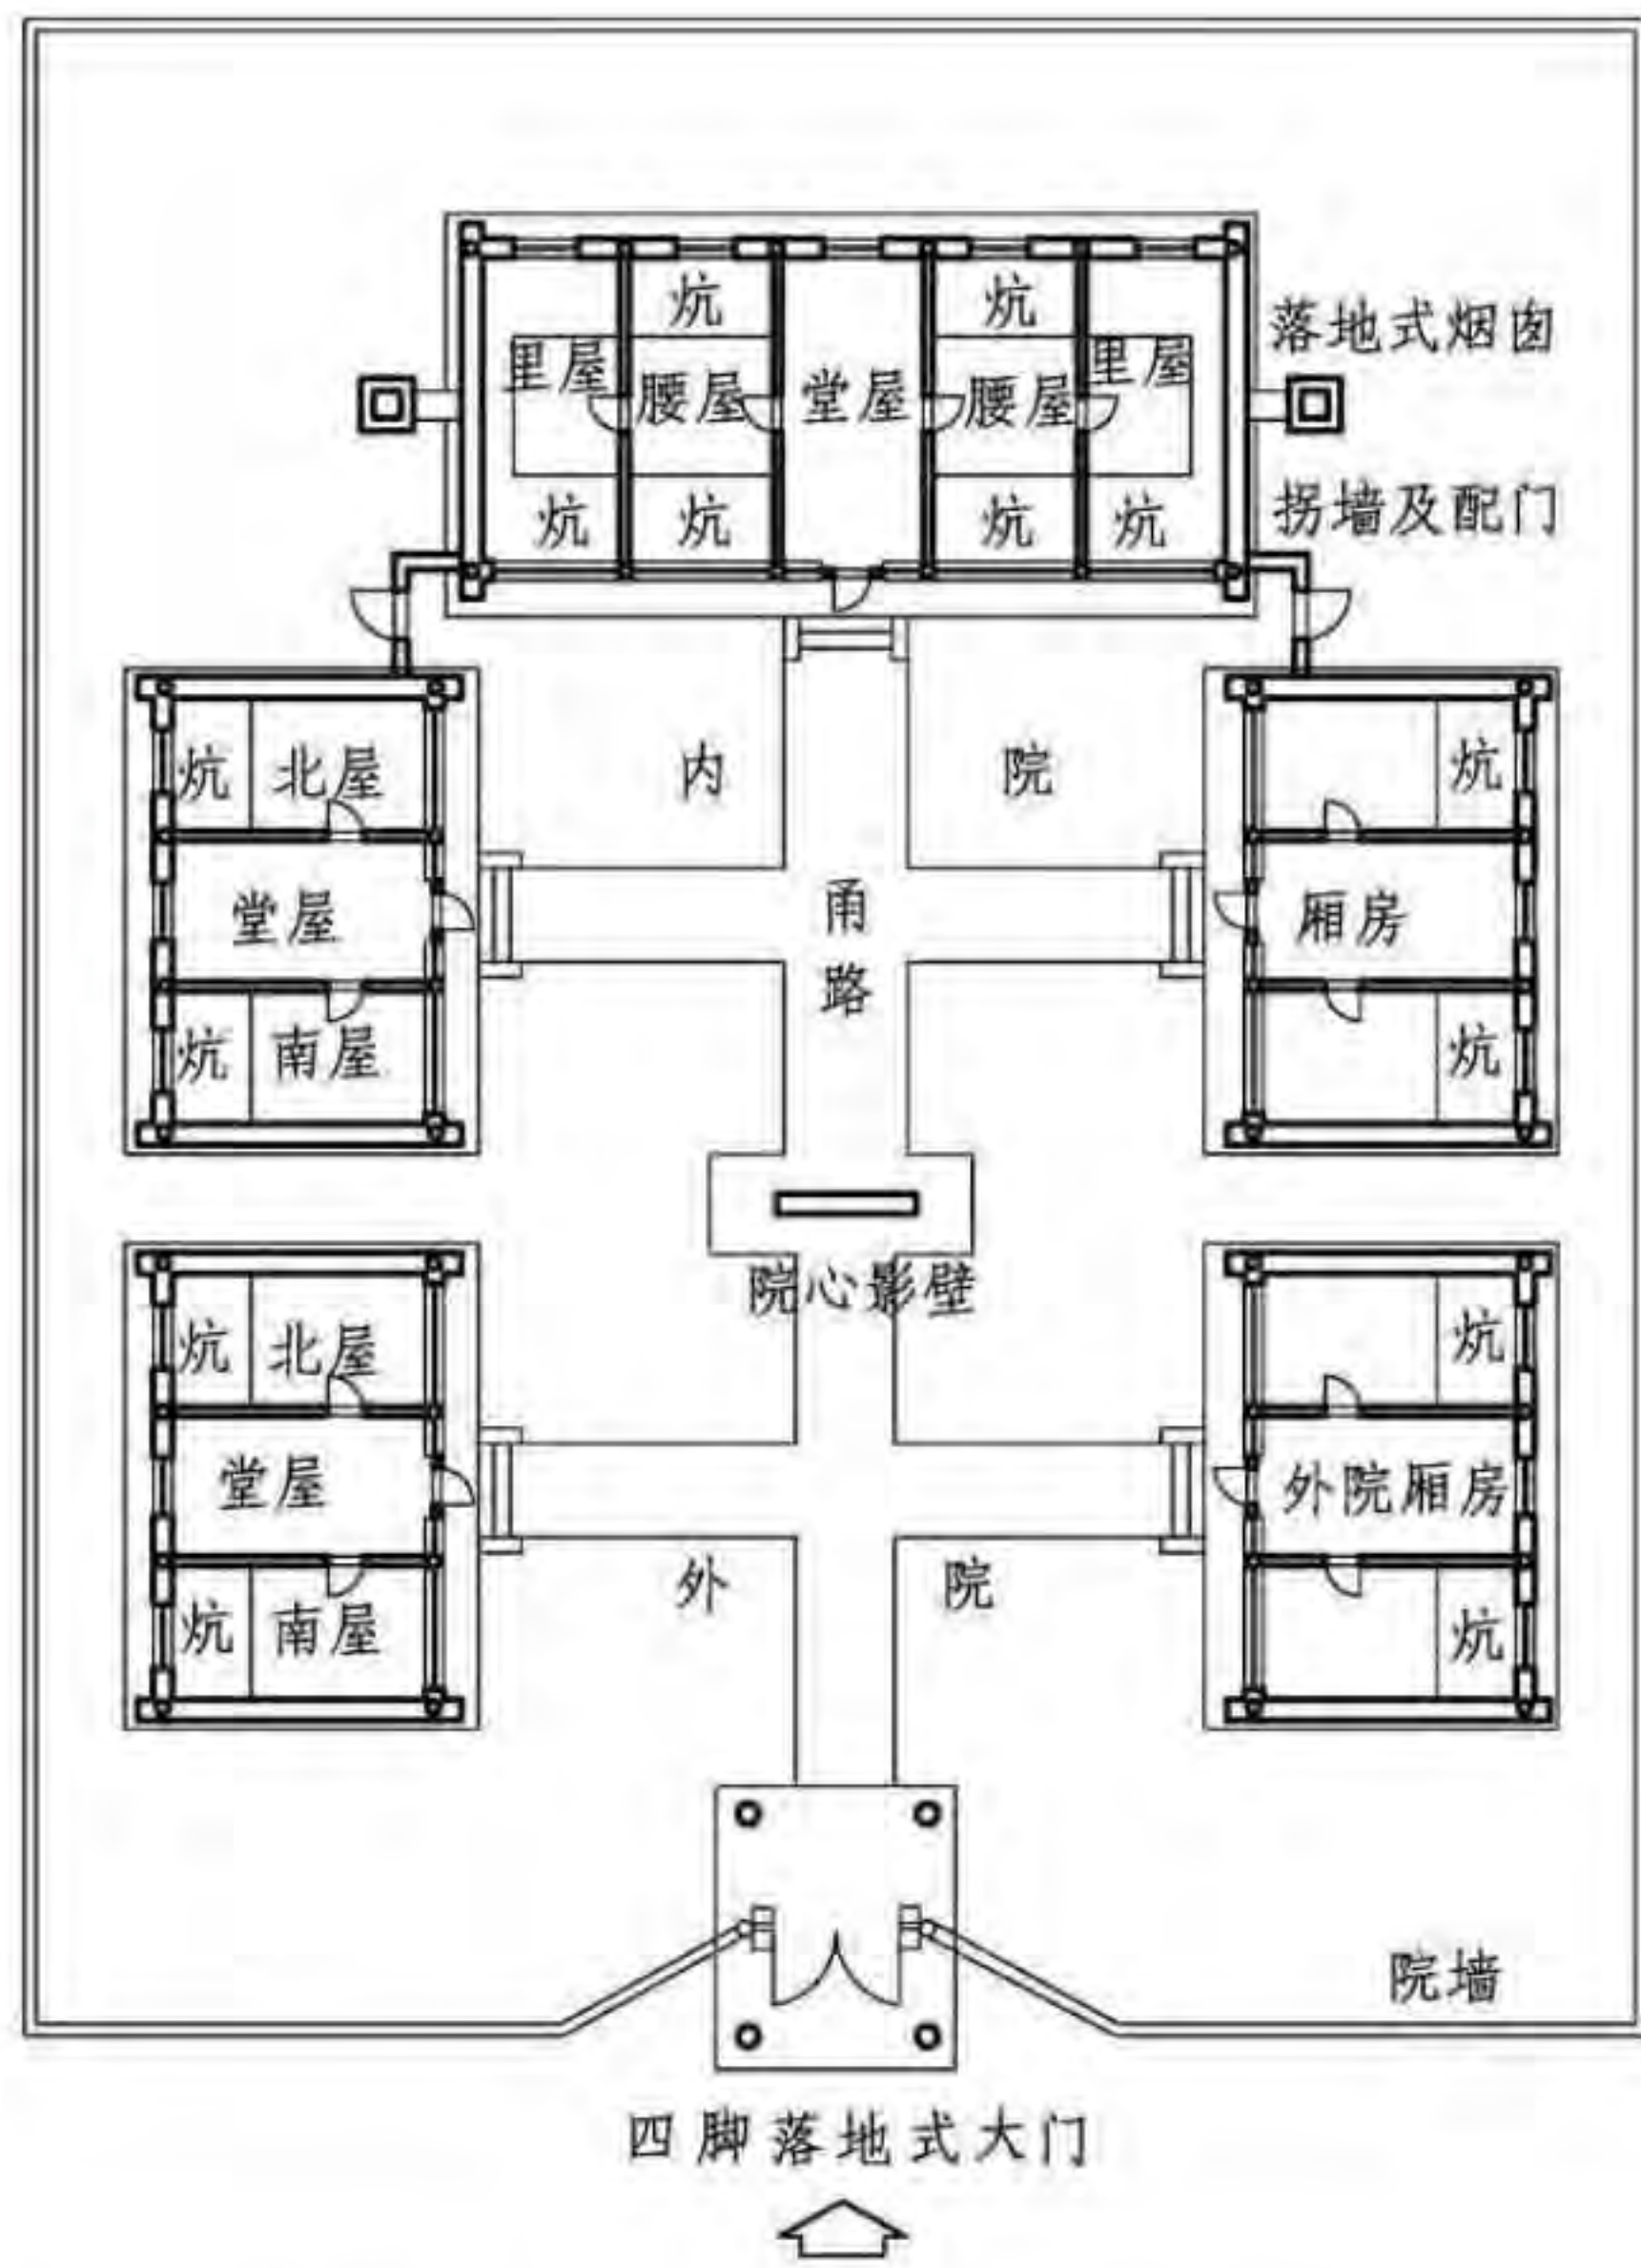 炕 炕
落地式烟囱
里屋 腰屋 堂屋 腰屋 里屋
炕 炕 炕 炕
拐墙及配门
炕 北屋 内 院 炕
堂屋 甬路 厢房
炕 南屋 炕
院心影壁
炕 北屋 炕
堂屋 外院厢房
外 院
炕 南屋 炕
院墙
四脚落地式大门